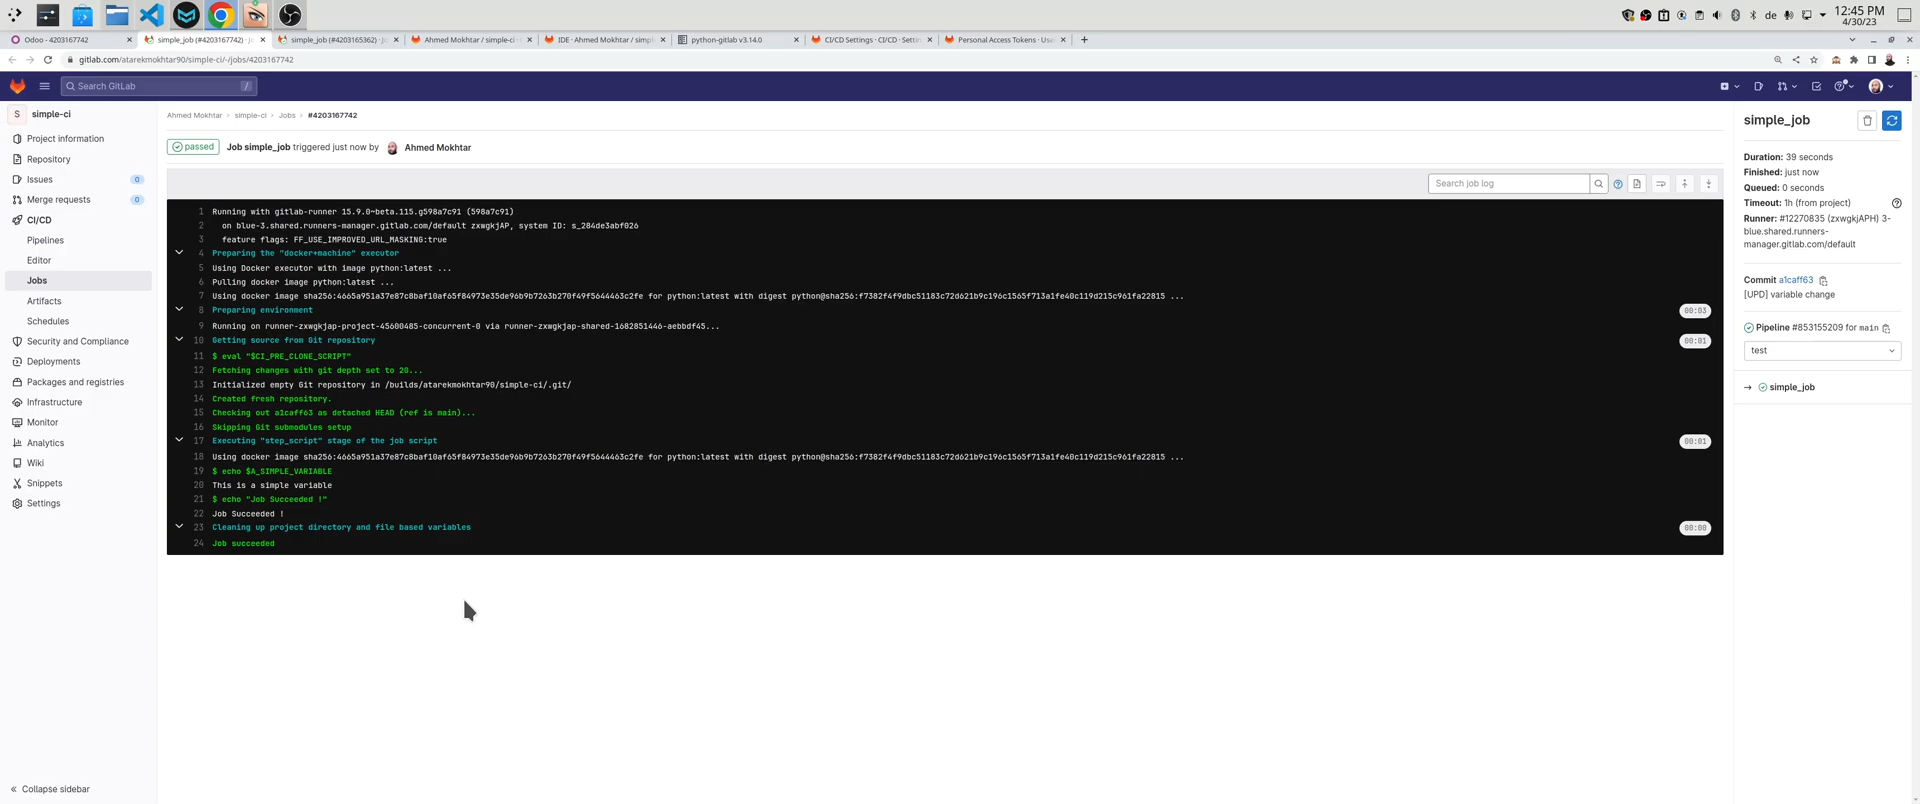 12:45 PM
de
4/30/23
Odoo - 4203167742
simple_job (#4203167742) · Jo
simple_job (#4203165362) · Jo
Ahmed Mokhtar / simple-ci ·
IDE · Ahmed Mokhtar / simpl
python-gitlab v3.14.0
CI/CD Settings · CI/CD · Settin
Personal Access Tokens · Use
gitlab.com/atarekmokhtar90/simple-ci/-/jobs/4203167742
Search GitLab
/
S simple-ci
Project information
Repository
Issues 0
Merge requests 0
CI/CD
Pipelines
Editor
Jobs
Artifacts
Schedules
Security and Compliance
Deployments
Packages and registries
Infrastructure
Monitor
Analytics
Wiki
Snippets
Settings
Collapse sidebar
Ahmed Mokhtar › simple-ci › Jobs › #4203167742
passed Job simple_job triggered just now by Ahmed Mokhtar
Search job log
1 Running with gitlab-runner 15.9.0~beta.115.g598a7c91 (598a7c91)
2 on blue-3.shared.runners-manager.gitlab.com/default zxwgkjAP, system ID: s_284de3abf026
3 feature flags: FF_USE_IMPROVED_URL_MASKING:true
4 Preparing the "docker+machine" executor
5 Using Docker executor with image python:latest ...
6 Pulling docker image python:latest ...
7 Using docker image sha256:4665a951a37e87c8baf10af65f84973e35de96b9b7263b270f49f5644463c2fe for python:latest with digest python@sha256:f7382f4f9dbc51183c72d621b9c196c1565f713a1fe40c119d215c961fa22815 ...
8 Preparing environment 00:03
9 Running on runner-zxwgkjap-project-45600485-concurrent-0 via runner-zxwgkjap-shared-1682851446-aebbdf45...
10 Getting source from Git repository 00:01
11 $ eval "$CI_PRE_CLONE_SCRIPT"
12 Fetching changes with git depth set to 20...
13 Initialized empty Git repository in /builds/atarekmokhtar90/simple-ci/.git/
14 Created fresh repository.
15 Checking out a1caff63 as detached HEAD (ref is main)...
16 Skipping Git submodules setup
17 Executing "step_script" stage of the job script 00:01
18 Using docker image sha256:4665a951a37e87c8baf10af65f84973e35de96b9b7263b270f49f5644463c2fe for python:latest with digest python@sha256:f7382f4f9dbc51183c72d621b9c196c1565f713a1fe40c119d215c961fa22815 ...
19 $ echo $A_SIMPLE_VARIABLE
20 This is a simple variable
21 $ echo "Job Succeeded !"
22 Job Succeeded !
23 Cleaning up project directory and file based variables 00:00
24 Job succeeded
simple_job
Duration: 39 seconds
Finished: just now
Queued: 0 seconds
Timeout: 1h (from project)
Runner: #12270835 (zxwgkjAPH) 3-
blue.shared.runners-
manager.gitlab.com/default
Commit a1caff63
[UPD] variable change
Pipeline #853155209 for main
test
→ simple_job